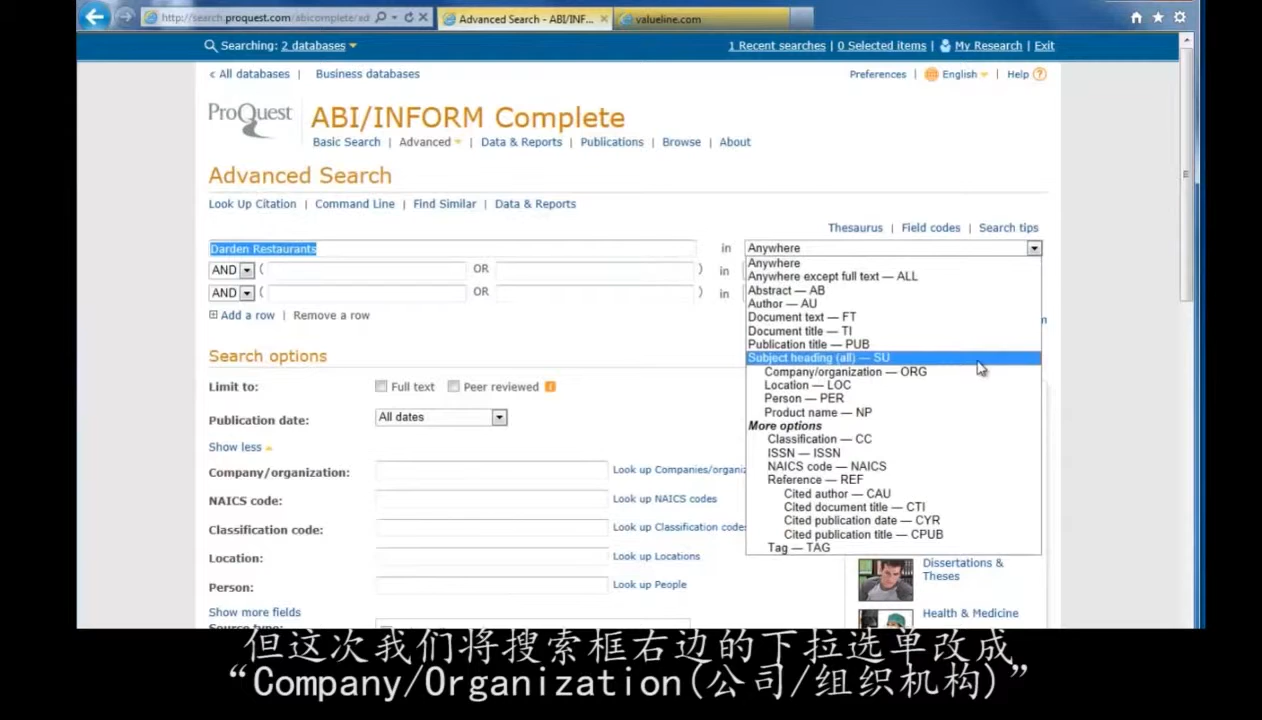 http://search.proquest.com/abicomplete/ad
Advanced Search - ABI/INF...
valueline.com
Searching: 2 databases
1 Recent searches | 0 Selected items | My Research | Exit
< All databases | Business databases
Preferences | English | Help ?
ProQuest
ABI/INFORM Complete
Basic Search | Advanced | Data & Reports | Publications | Browse | About
Advanced Search
Look Up Citation | Command Line | Find Similar | Data & Reports
Thesaurus | Field codes | Search tips
Darden Restaurants in Anywhere
AND ( OR ) in
AND ( OR ) in
Add a row | Remove a row
Anywhere
Anywhere except full text — ALL
Abstract — AB
Author — AU
Document text — FT
Document title — TI
Publication title — PUB
Subject heading (all) — SU
Company/organization — ORG
Location — LOC
Person — PER
Product name — NP
More options
Classification — CC
ISSN — ISSN
NAICS code — NAICS
Reference — REF
Cited author — CAU
Cited document title — CTI
Cited publication date — CYR
Cited publication title — CPUB
Tag — TAG
Search options
Limit to: Full text Peer reviewed
Publication date: All dates
Show less
Company/organization: Look up Companies/organi
NAICS code: Look up NAICS codes
Classification code: Look up Classification codes
Location: Look up Locations
Person: Look up People
Show more fields
Source type:
Dissertations &
Theses
Health & Medicine
但这次我们将搜索框右边的下拉选单改成
“Company/Organization(公司/组织机构)”